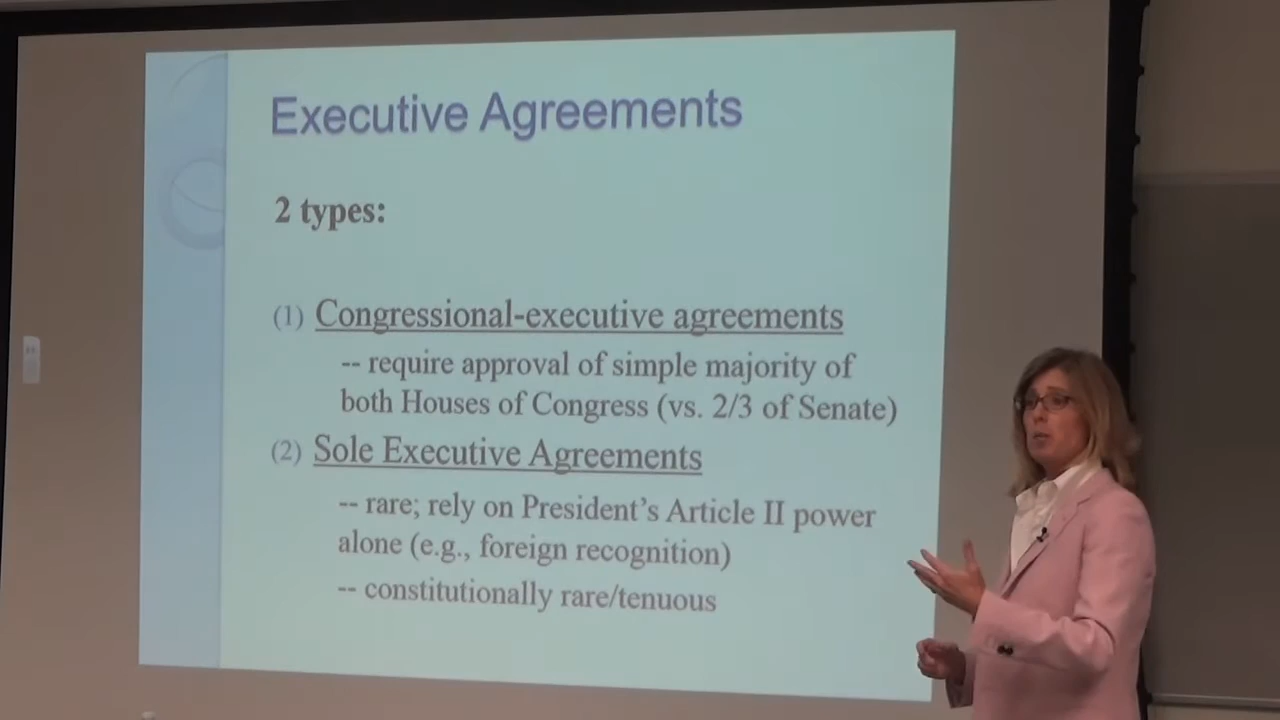 Executive Agreements
2 types:
(1) Congressional-executive agreements
-- require approval of simple majority of
both Houses of Congress (vs. 2/3 of Senate)
(2) Sole Executive Agreements
-- rare; rely on President's Article II power
alone (e.g., foreign recognition)
-- constitutionally rare/tenuous